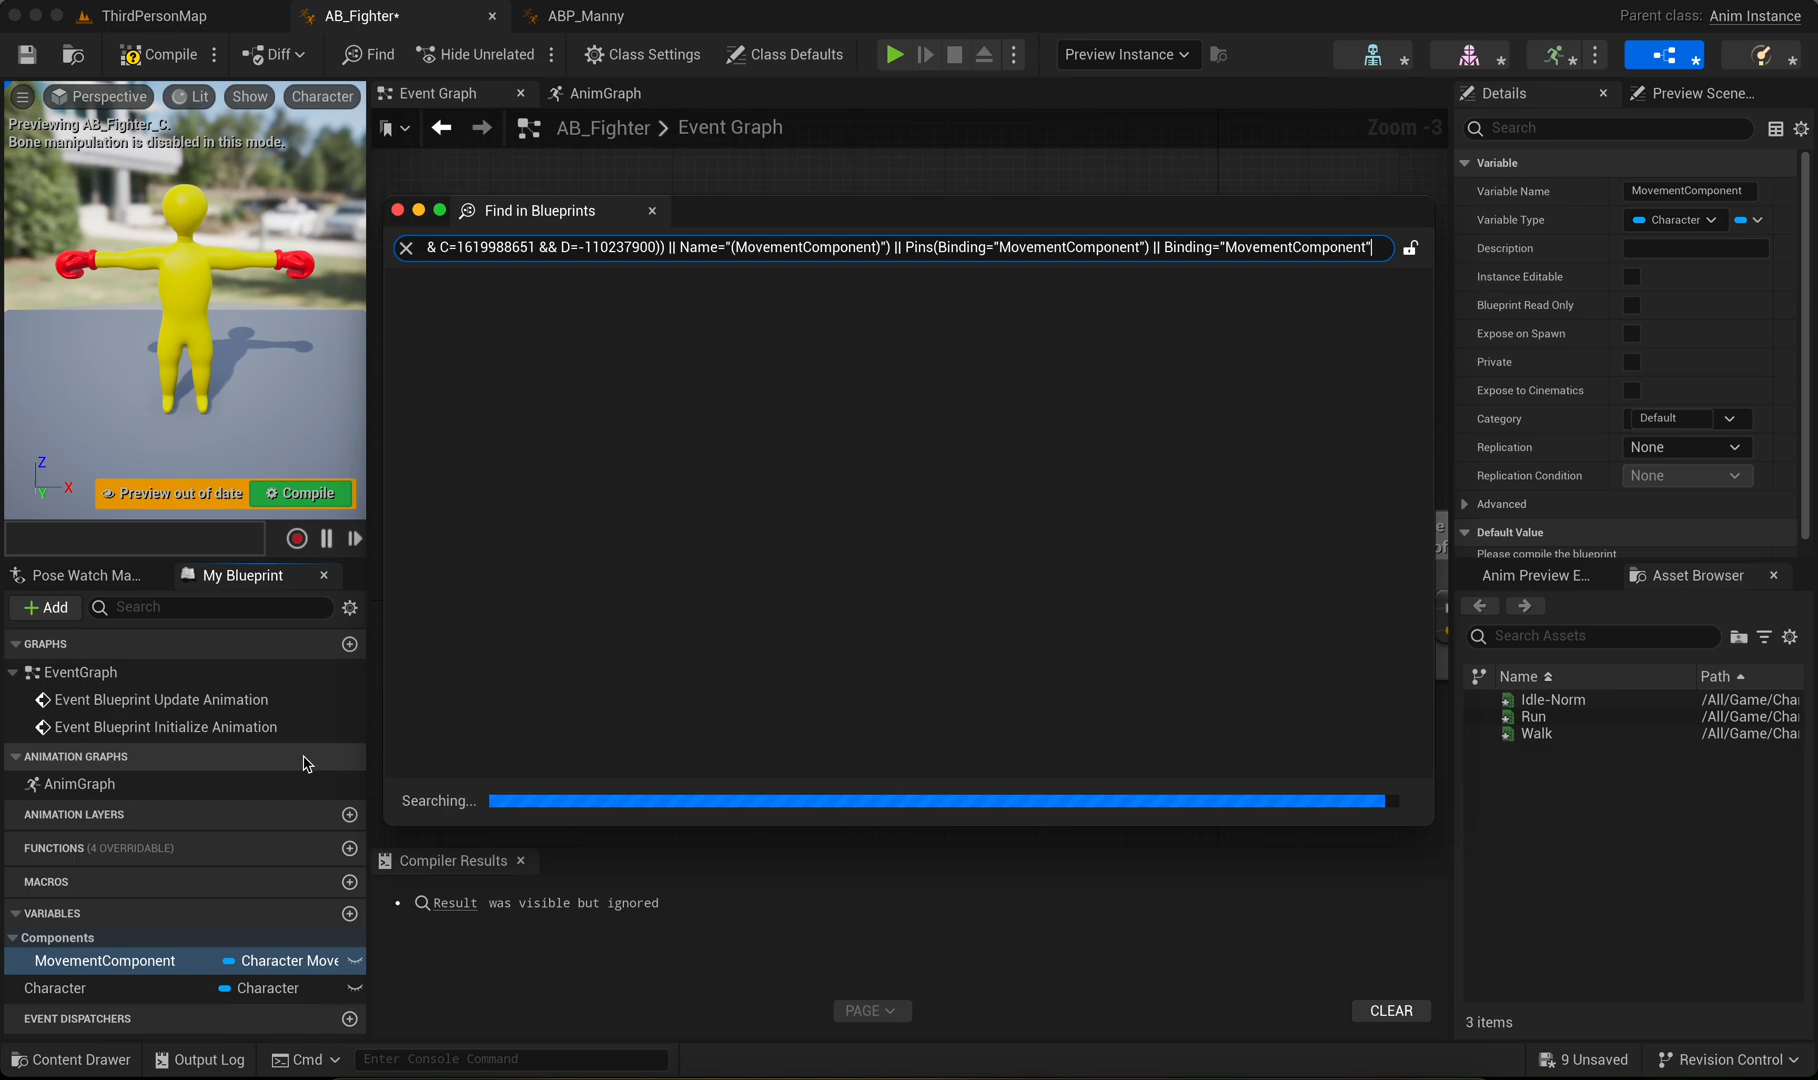 ThirdPersonMap
AB_Fighter*
ABP_Manny
Parent class: Anim Instance
Compile
Diff
Find
Hide Unrelated
Class Settings
Class Defaults
Preview Instance
Perspective
Lit
Show
Character
Previewing AB_Fighter_C.
Bone manipulation is disabled in this mode.
Z
X
Y
Preview out of date
Compile
Event Graph
AnimGraph
AB_Fighter > Event Graph
Zoom -3
Find in Blueprints
& C=1619988651 && D=-110237900)) || Name="(MovementComponent)") || Pins(Binding="MovementComponent") || Binding="MovementComponent"
Searching...
Compiler Results
• Result was visible but ignored
PAGE
CLEAR
Pose Watch Ma...
My Blueprint
Add
Search
GRAPHS
EventGraph
Event Blueprint Update Animation
Event Blueprint Initialize Animation
ANIMATION GRAPHS
AnimGraph
ANIMATION LAYERS
FUNCTIONS (4 OVERRIDABLE)
MACROS
VARIABLES
Components
MovementComponent Character Move
Character Character
EVENT DISPATCHERS
Details
Preview Scene...
Search
Variable
Variable Name MovementComponent
Variable Type Character
Description
Instance Editable
Blueprint Read Only
Expose on Spawn
Private
Expose to Cinematics
Category Default
Replication None
Replication Condition None
Advanced
Default Value
Please compile the blueprint
Anim Preview E...
Asset Browser
Search Assets
Name Path
Idle-Norm /All/Game/Cha
Run /All/Game/Cha
Walk /All/Game/Cha
3 items
Content Drawer
Output Log
Cmd
Enter Console Command
9 Unsaved
Revision Control